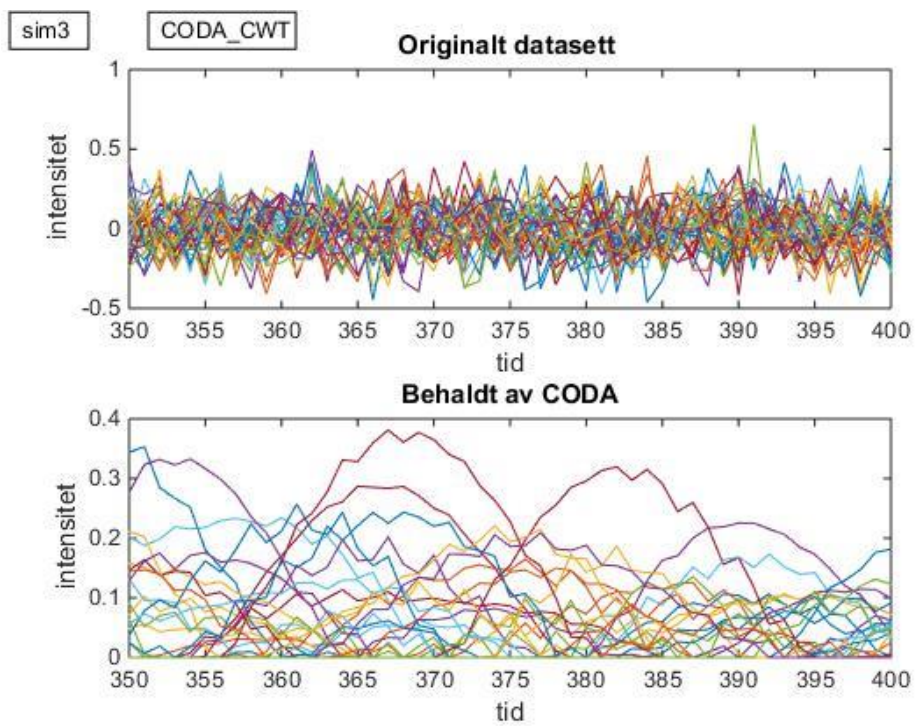 sim3
CODA_CWT
Originalt datasett
1
0.5
0
-0.5
intensitet
350 355 360 365 370 375 380 385 390 395 400
tid
Behaldt av CODA
0.4
0.3
0.2
0.1
0
intensitet
350 355 360 365 370 375 380 385 390 395 400
tid